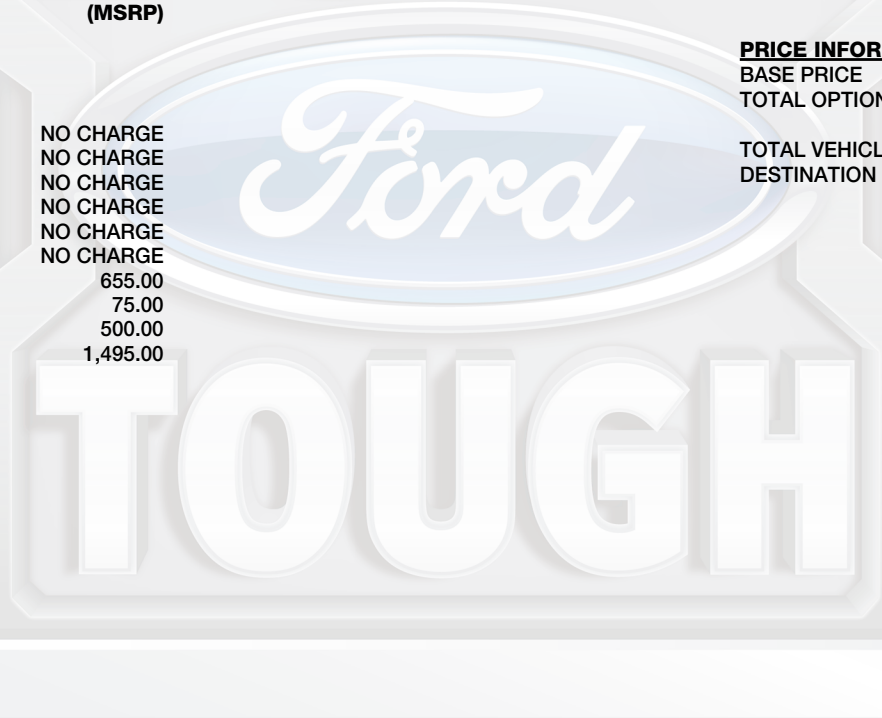 (MSRP)
NO CHARGE
NO CHARGE
NO CHARGE
NO CHARGE
NO CHARGE
NO CHARGE
655.00
75.00
500.00
1,495.00
PRICE INFOR
BASE PRICE
TOTAL OPTION
TOTAL VEHICL
DESTINATION
Ford
TOUGH